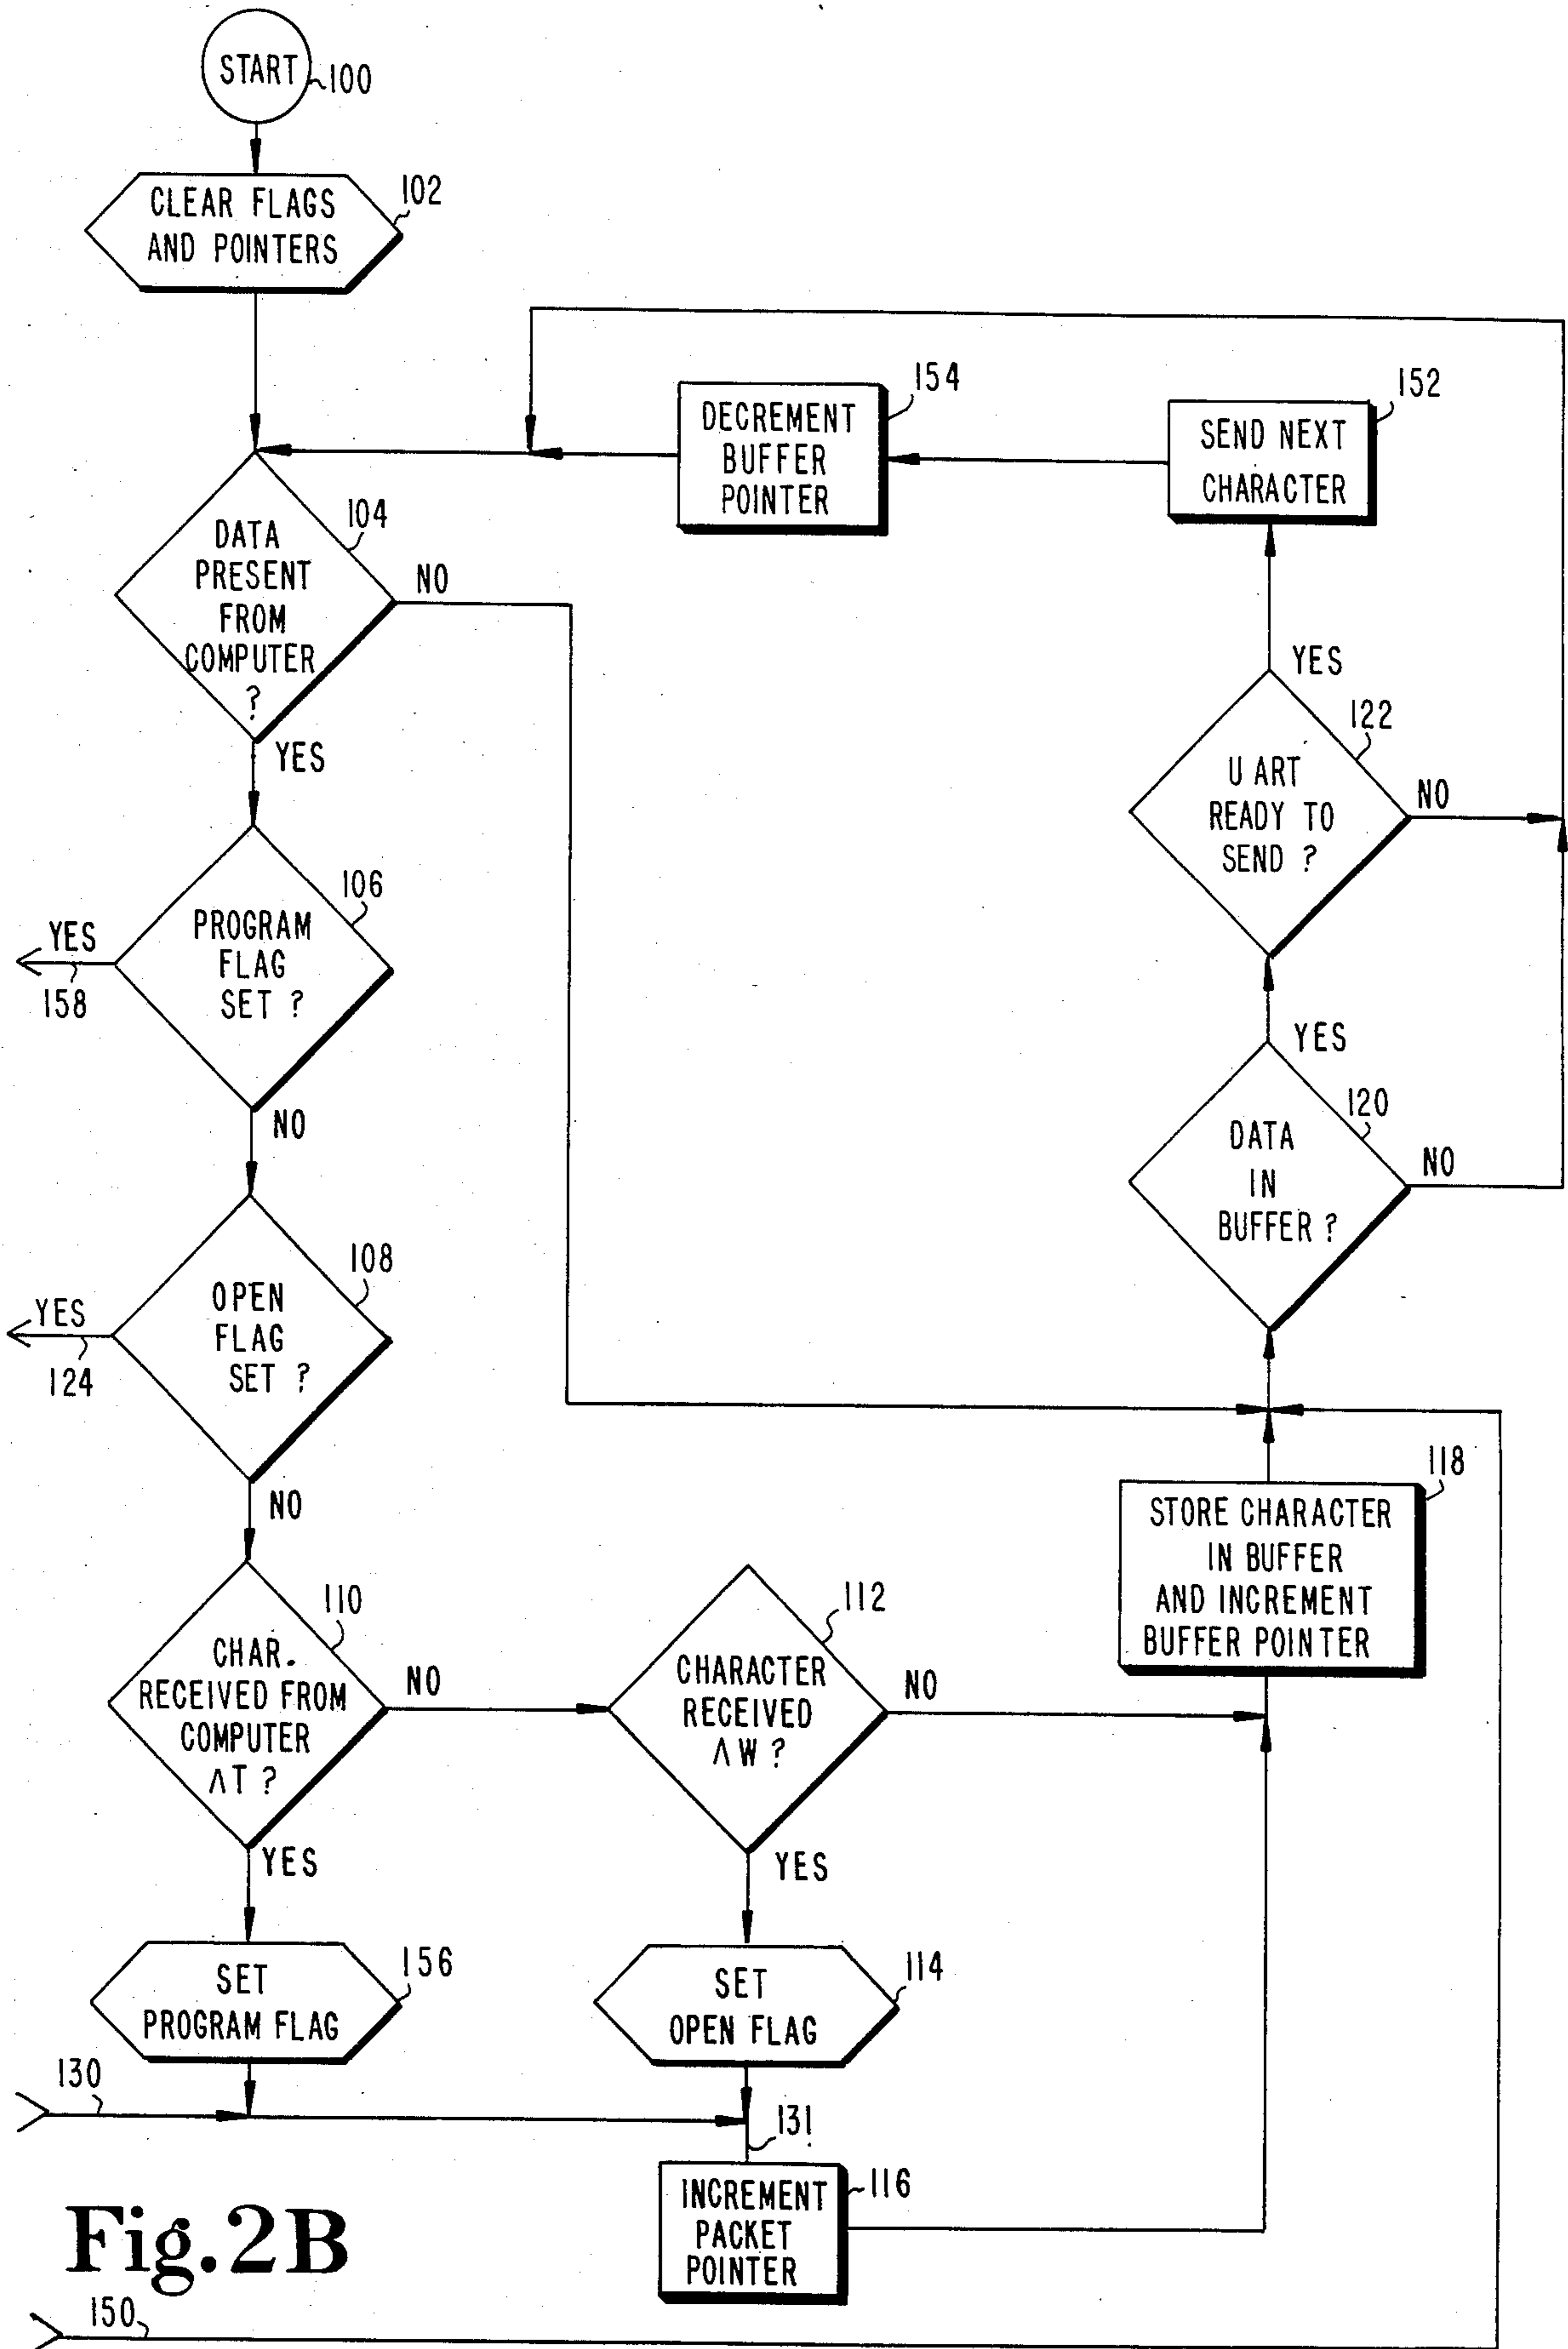 START
100
CLEAR FLAGS
AND POINTERS
102
DECREMENT
BUFFER
POINTER
154
SEND NEXT
CHARACTER
152
DATA
PRESENT
FROM
COMPUTER
?
104
NO
YES
YES
122
U ART
READY TO
SEND ?
NO
106
PROGRAM
FLAG
SET ?
YES
158
NO
YES
120
DATA
IN
BUFFER ?
NO
108
OPEN
FLAG
SET ?
YES
124
NO
118
STORE CHARACTER
IN BUFFER
AND INCREMENT
BUFFER POINTER
110
CHAR.
RECEIVED FROM
COMPUTER
ΛT ?
NO
YES
112
CHARACTER
RECEIVED
ΛW ?
NO
YES
SET
PROGRAM FLAG
156
SET
OPEN FLAG
114
130
131
INCREMENT
PACKET
POINTER
116
Fig.2B
150